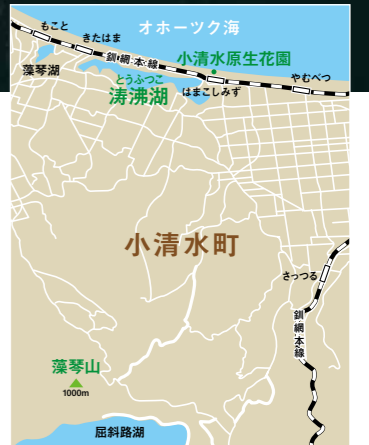 オホーツク海
もこと
きたはま
釧網本線
小清水原生花園
やむべつ
藻琴湖
とうふつこ
涛沸湖
はまこしみず
小清水町
さっつる
釧網本線
藻琴山
1000m
屈斜路湖